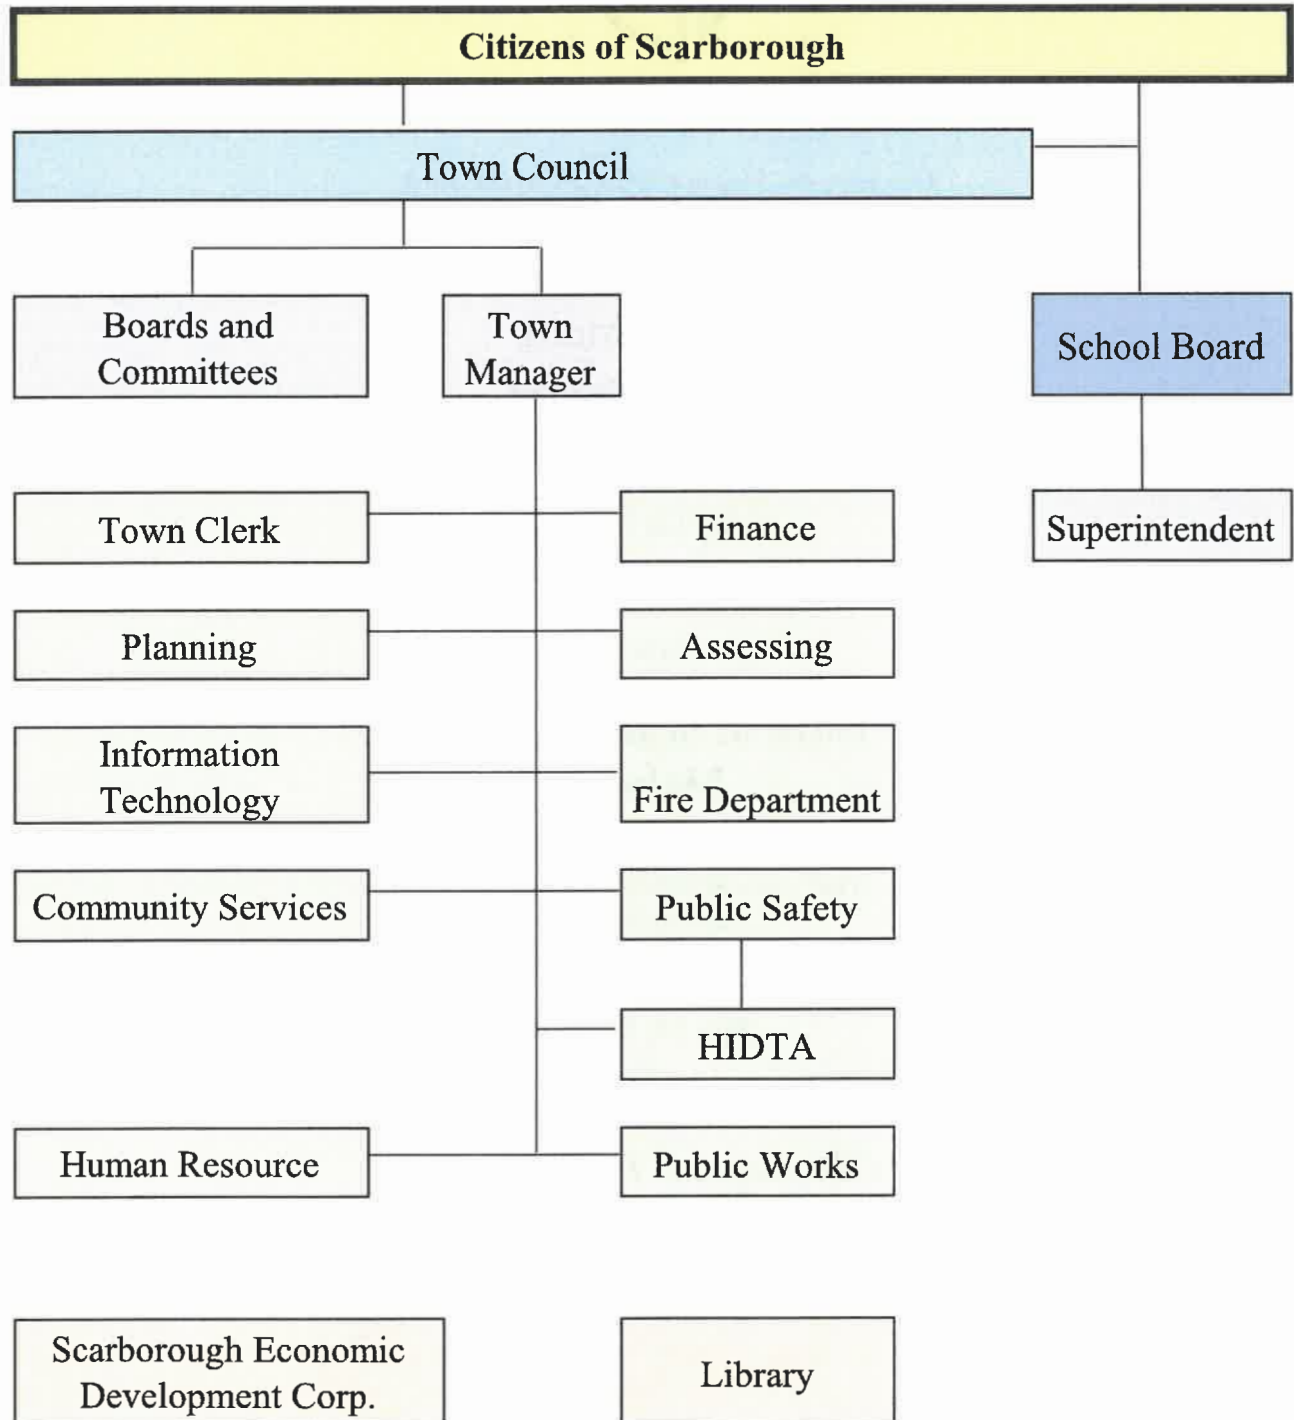 Citizens of Scarborough
Town Council
Boards and
Committees
Town
Manager
School Board
Town Clerk
Finance
Superintendent
Planning
Assessing
Information
Technology
Fire Department
Community Services
Public Safety
HIDTA
Human Resource
Public Works
Scarborough Economic
Development Corp.
Library